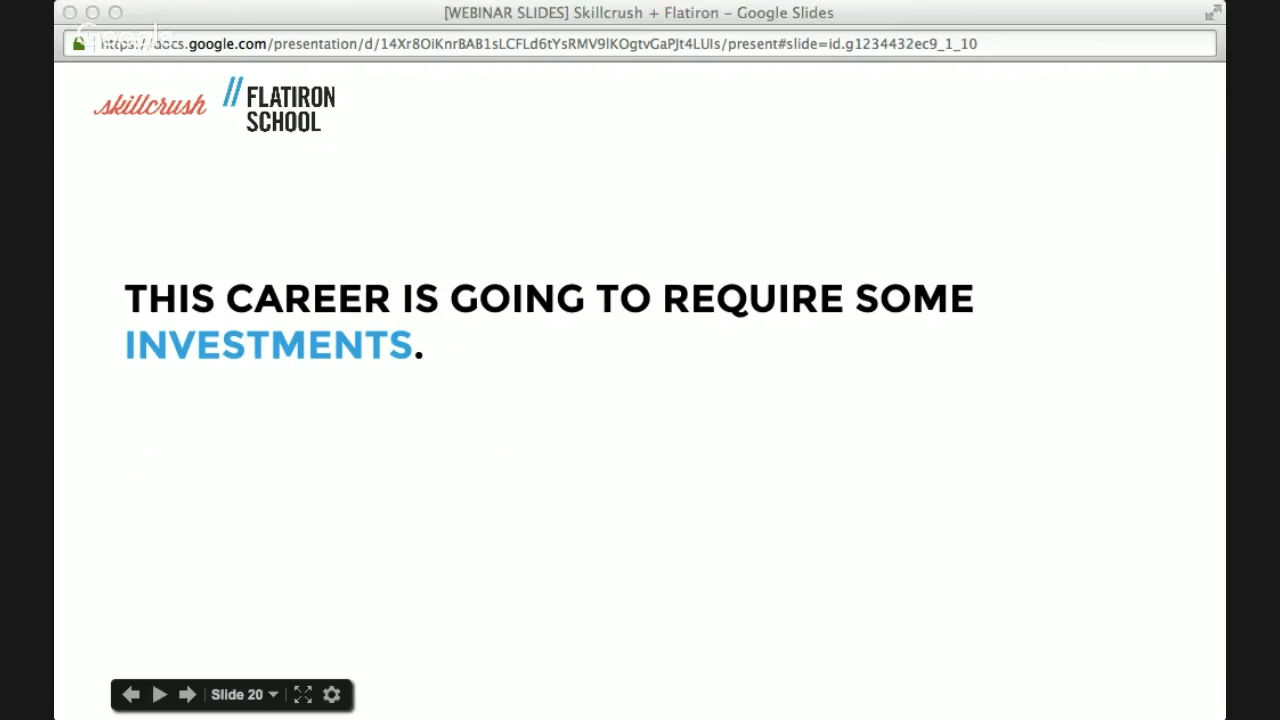 [WEBINAR SLIDES] Skillcrush + Flatiron – Google Slides
Google
https://docs.google.com/presentation/d/14Xr8OiKnrBAB1sLCFLd6tYsRMV9lKOgtvGaPJt4LUIs/present#slide=id.g1234432ec9_1_10
skillcrush
// FLATIRON
SCHOOL
THIS CAREER IS GOING TO REQUIRE SOME
INVESTMENTS.
Slide 20